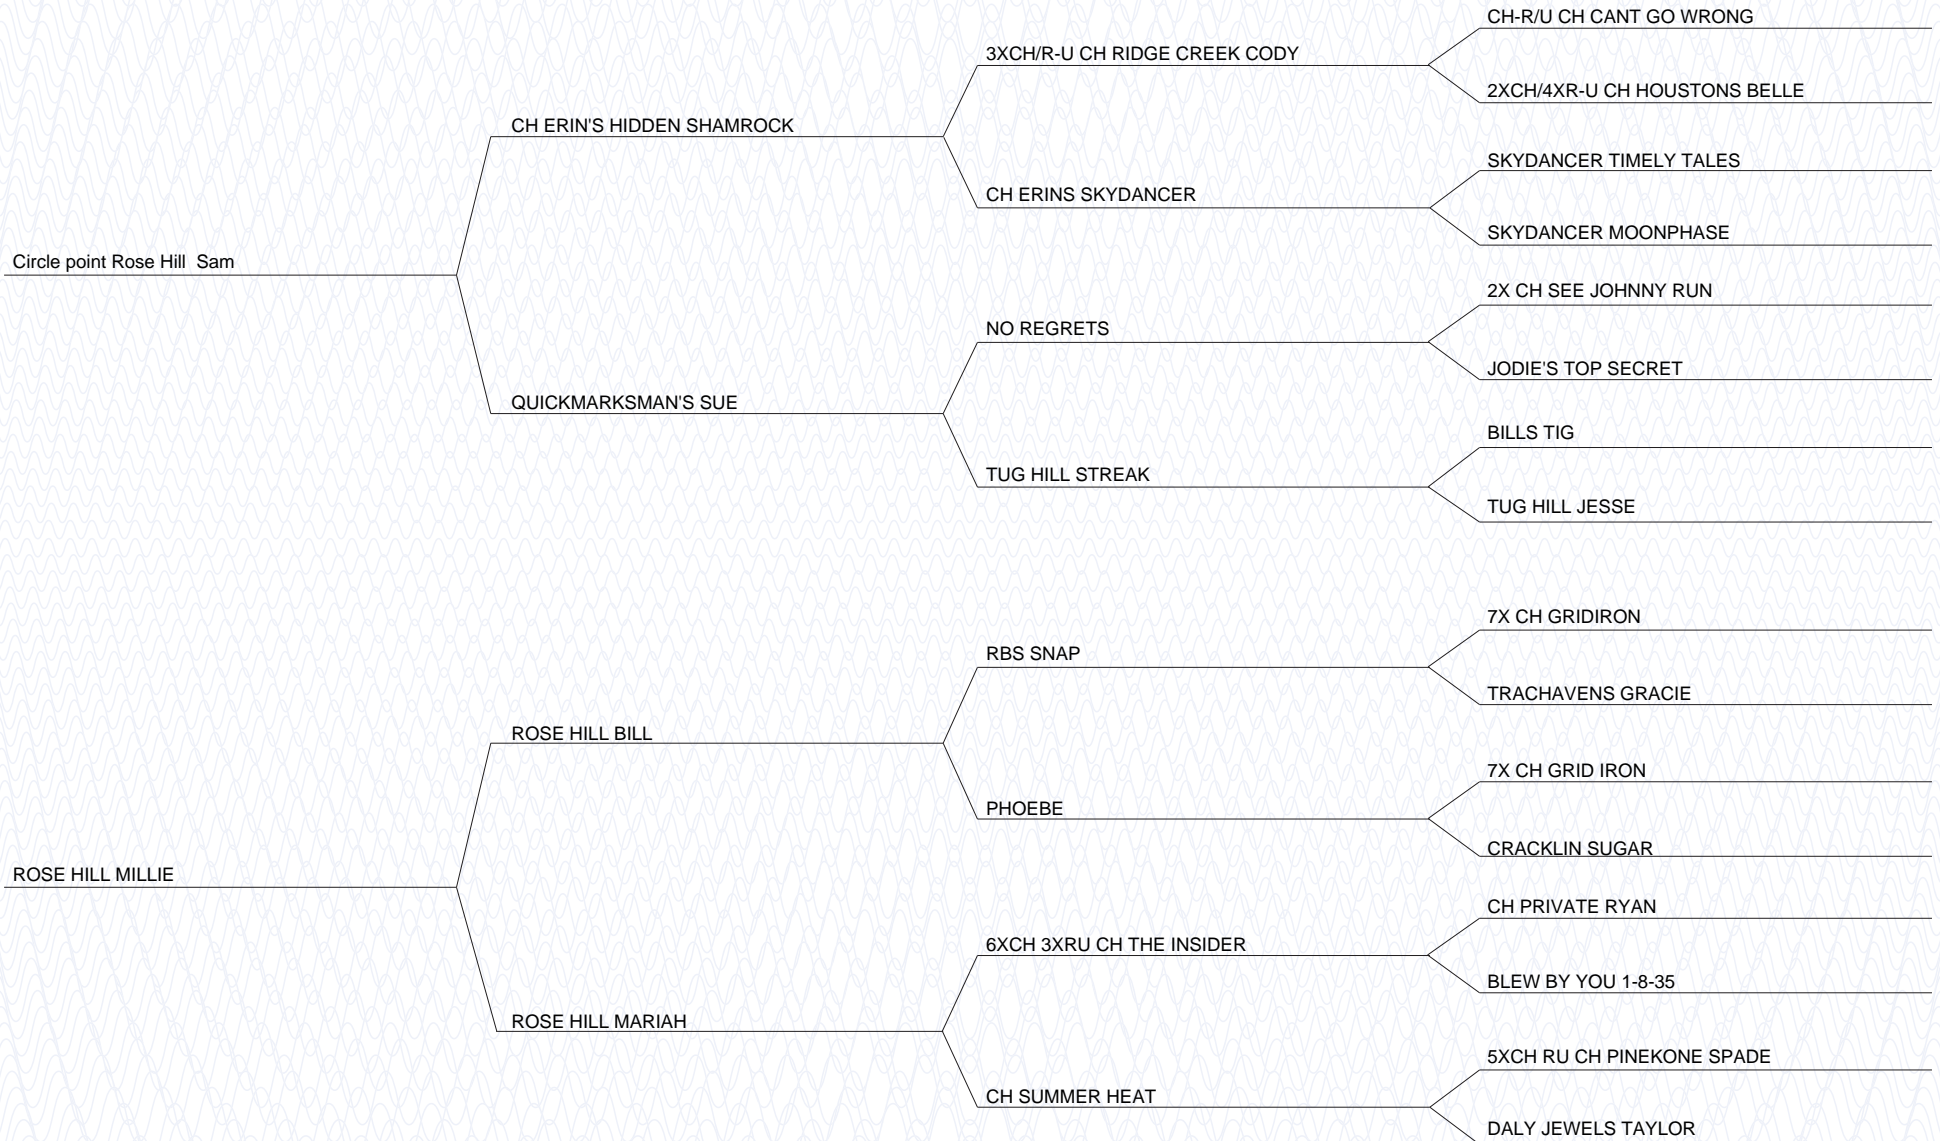 CH-R/U CH CANT GO WRONG
3XCH/R-U CH RIDGE CREEK CODY
2XCH/4XR-U CH HOUSTONS BELLE
CH ERIN'S HIDDEN SHAMROCK
SKYDANCER TIMELY TALES
CH ERINS SKYDANCER
SKYDANCER MOONPHASE
Circle point Rose Hill  Sam
2X CH SEE JOHNNY RUN
NO REGRETS
JODIE'S TOP SECRET
QUICKMARKSMAN'S SUE
BILLS TIG
TUG HILL STREAK
TUG HILL JESSE
7X CH GRIDIRON
RBS SNAP
TRACHAVENS GRACIE
ROSE HILL BILL
7X CH GRID IRON
PHOEBE
CRACKLIN SUGAR
ROSE HILL MILLIE
CH PRIVATE RYAN
6XCH 3XRU CH THE INSIDER
BLEW BY YOU 1-8-35
ROSE HILL MARIAH
5XCH RU CH PINEKONE SPADE
CH SUMMER HEAT
DALY JEWELS TAYLOR